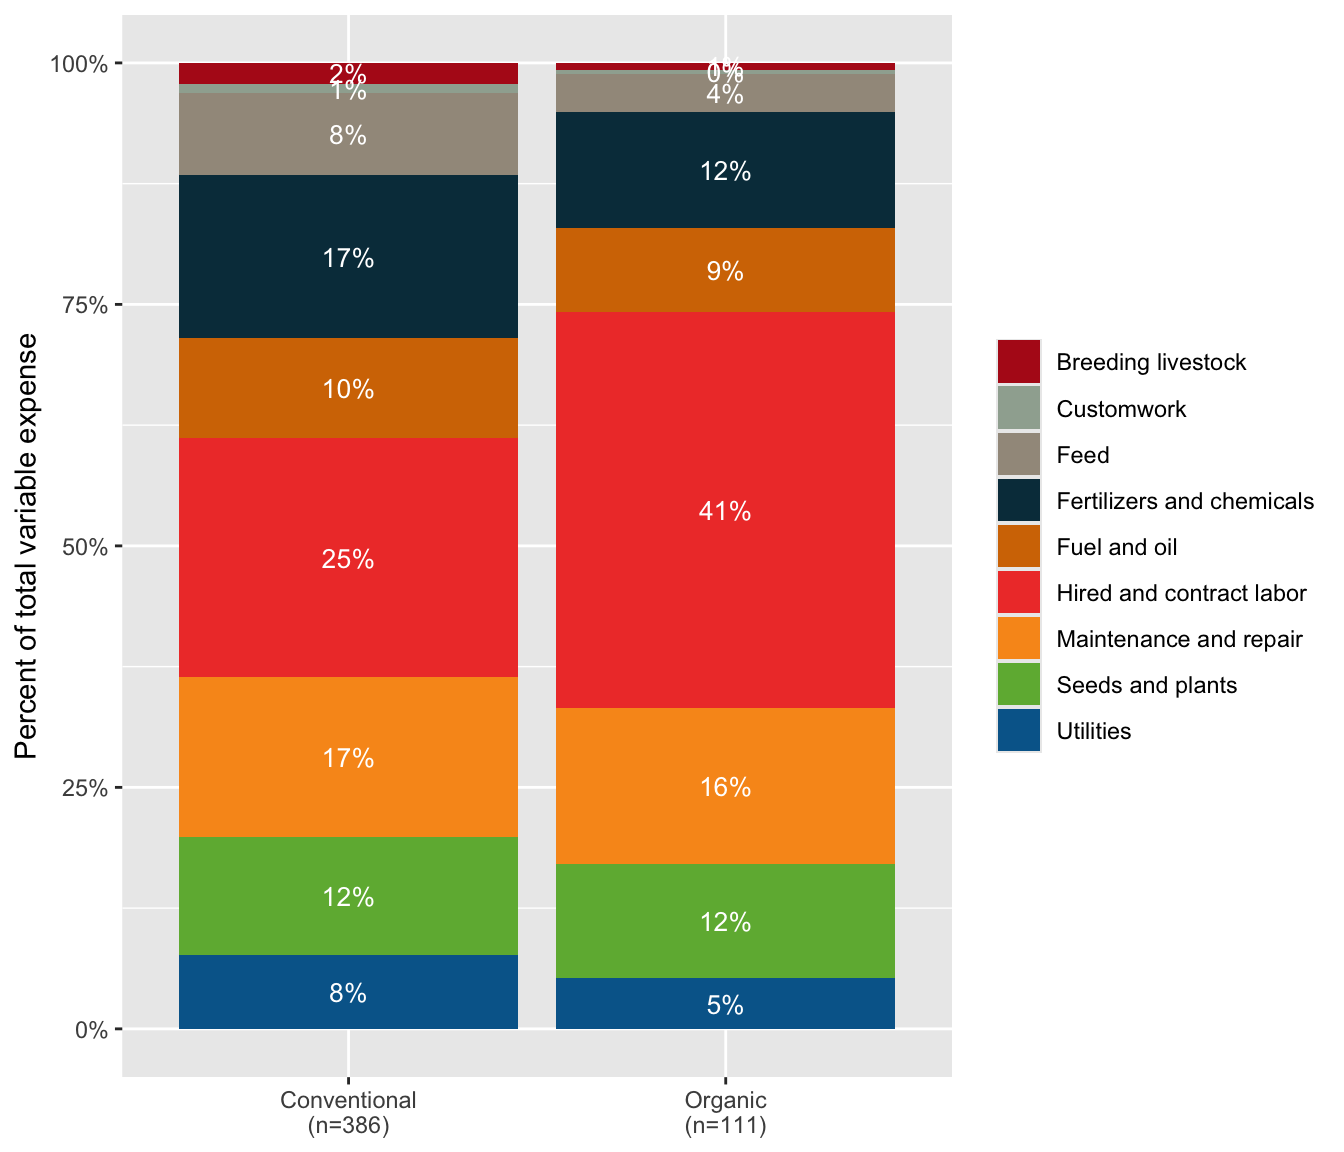 Percent of total variable expense
100%
75%
50%
25%
0%
2%
1%
8%
17%
10%
25%
17%
12%
8%
1%
0%
4%
12%
9%
41%
16%
12%
5%
Conventional
(n=386)
Organic
(n=111)
Breeding livestock
Customwork
Feed
Fertilizers and chemicals
Fuel and oil
Hired and contract labor
Maintenance and repair
Seeds and plants
Utilities